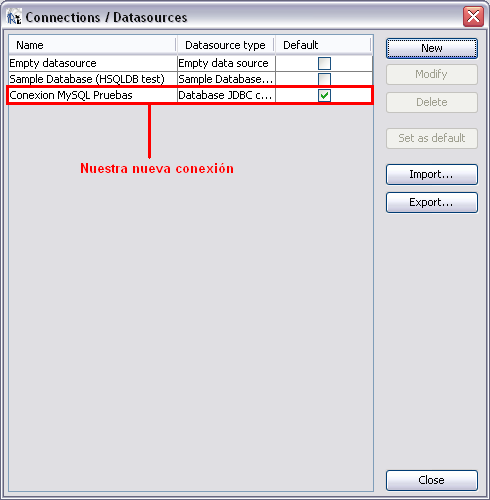 Connections / Datasources
Name Datasource type Default
Empty datasource Empty data source
Sample Database (HSQLDB test) Sample Database...
Conexion MySQL Pruebas Database JDBC c...
Nuestra nueva conexión
New
Modify
Delete
Set as default
Import...
Export...
Close